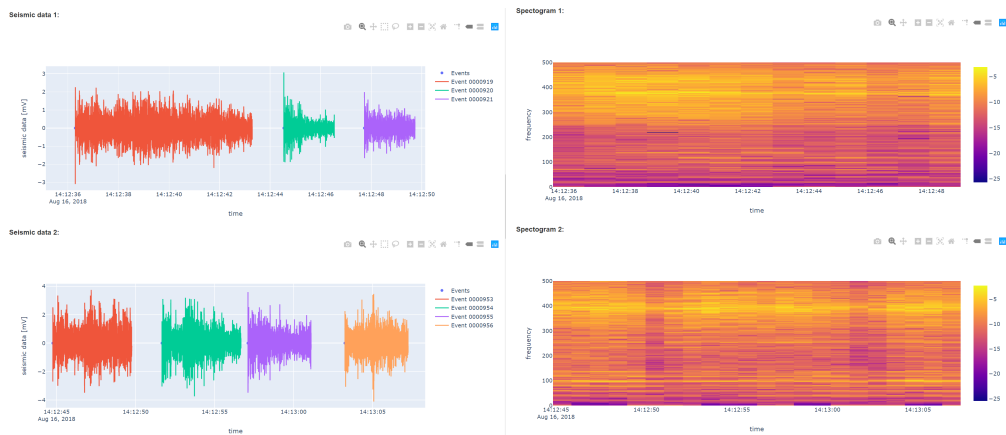 Seismic data 1:
seismic data [mV]
3
2
1
0
−1
−2
−3
14:12:36 14:12:38 14:12:40 14:12:42 14:12:44 14:12:46 14:12:48 14:12:50
Aug 16, 2018
time
Events
Event 0000919
Event 0000920
Event 0000921
Spectrogram 1:
frequency
500
400
300
200
100
0
14:12:36 14:12:38 14:12:40 14:12:42 14:12:44 14:12:46 14:12:48
Aug 16, 2018
time
−5
−10
−15
−20
−25
Seismic data 2:
seismic data [mV]
4
2
0
−2
−4
14:12:45 14:12:50 14:12:55 14:13:00 14:13:05
Aug 16, 2018
time
Events
Event 0000953
Event 0000954
Event 0000955
Event 0000956
Spectrogram 2:
frequency
500
400
300
200
100
0
14:12:45 14:12:50 14:12:55 14:13:00 14:13:05
Aug 16, 2018
time
−5
−10
−15
−20
−25